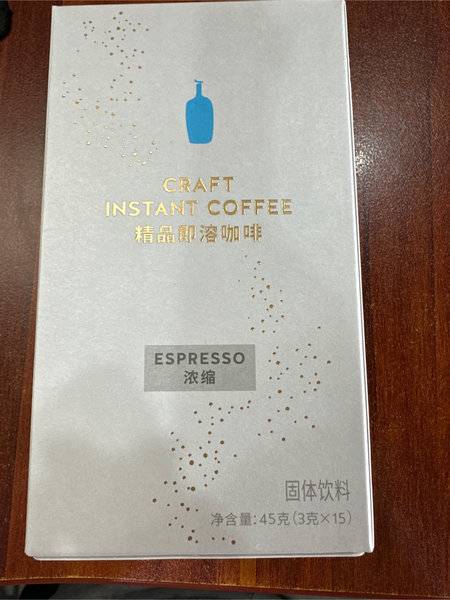 CRAFT
INSTANT COFFEE
精品即溶咖啡
ESPRESSO
浓缩
固体饮料
净含量:45克(3克×15)